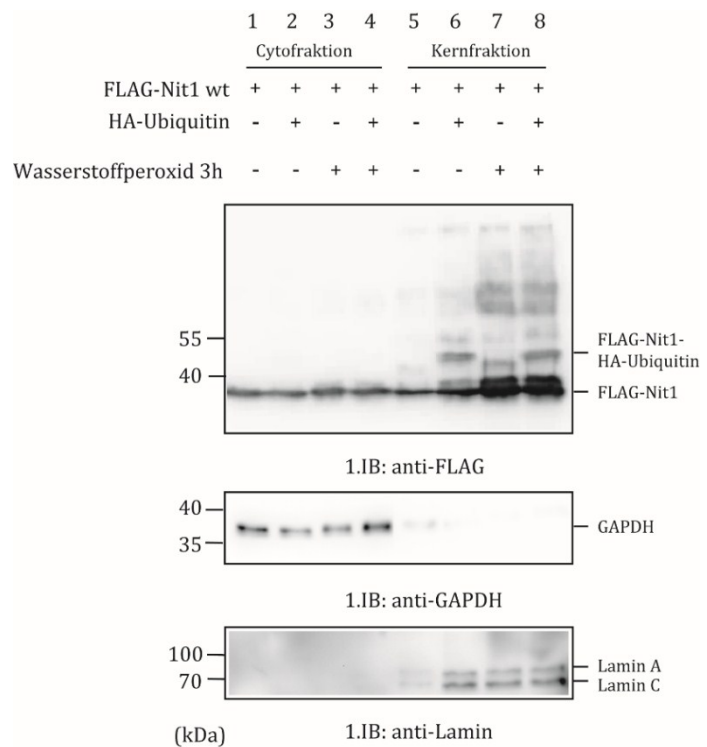 1 2 3 4 5 6 7 8
Cytofraktion Kernfraktion
FLAG-Nit1 wt + + + + + + + +
HA-Ubiquitin - + - + - + - +
Wasserstoffperoxid 3h - - + + - - + +
55
40
FLAG-Nit1-
HA-Ubiquitin
FLAG-Nit1
1.IB: anti-FLAG
40
35
GAPDH
1.IB: anti-GAPDH
100
70
Lamin A
Lamin C
(kDa) 1.IB: anti-Lamin